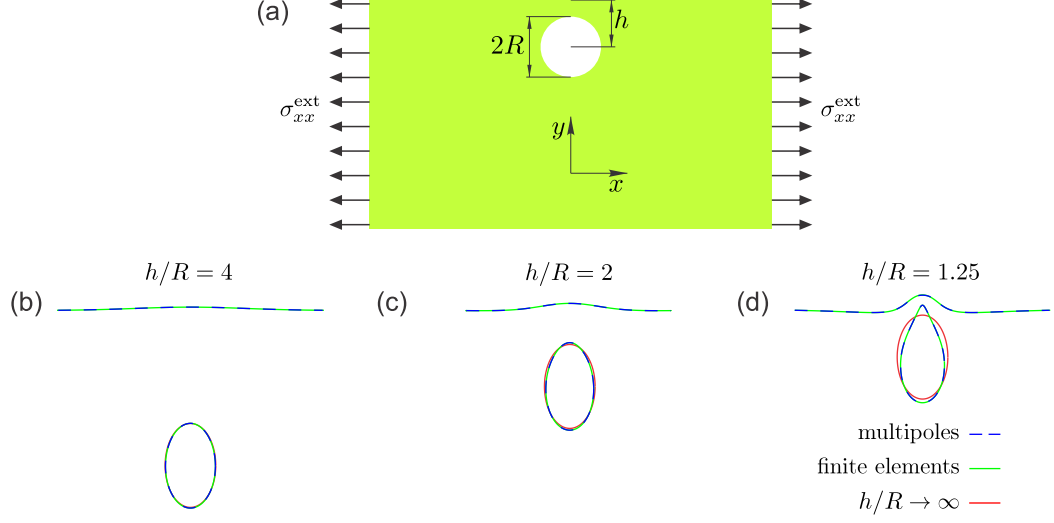 (a)
h
2R
σ_xx^ext
σ_xx^ext
y
x
h/R = 4
h/R = 2
h/R = 1.25
(b)
(c)
(d)
multipoles
finite elements
h/R → ∞